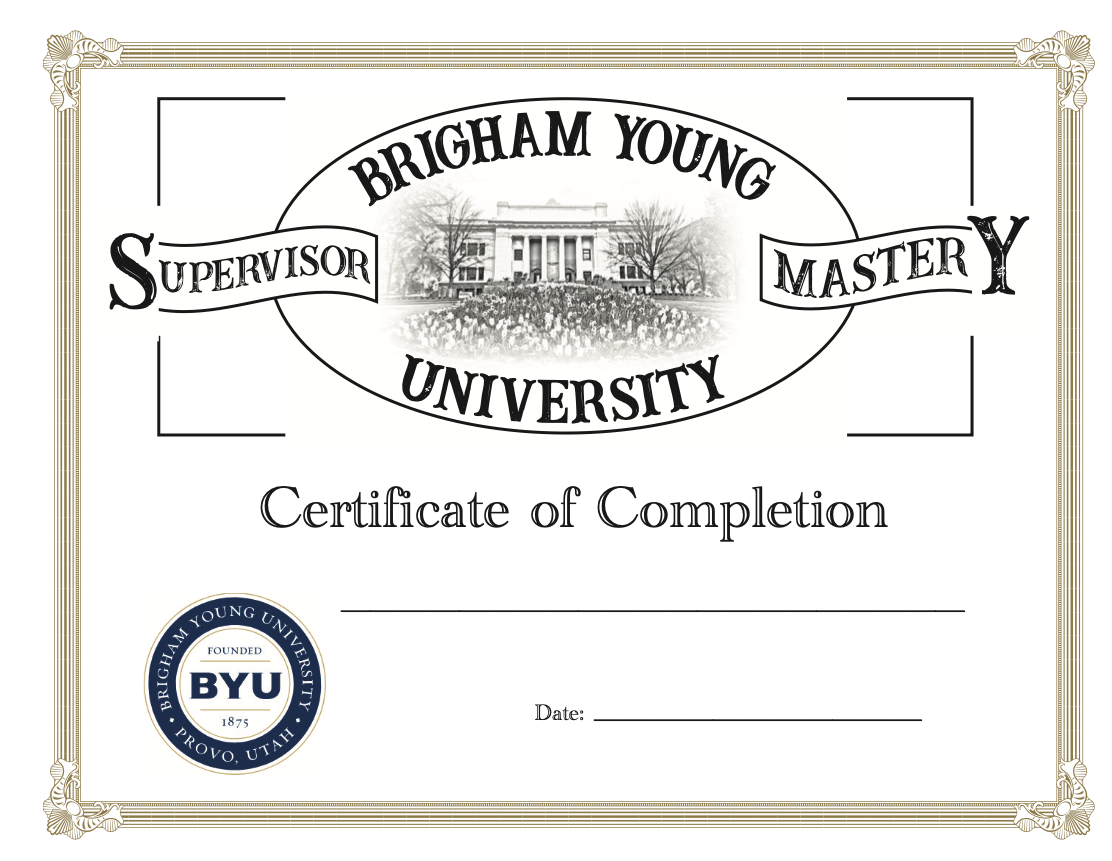 BRIGHAM YOUNG
SUPERVISOR
MASTERY
UNIVERSITY
Certificate of Completion
BRIGHAM YOUNG UNIVERSITY
FOUNDED
BYU
1875
PROVO, UTAH
Date: